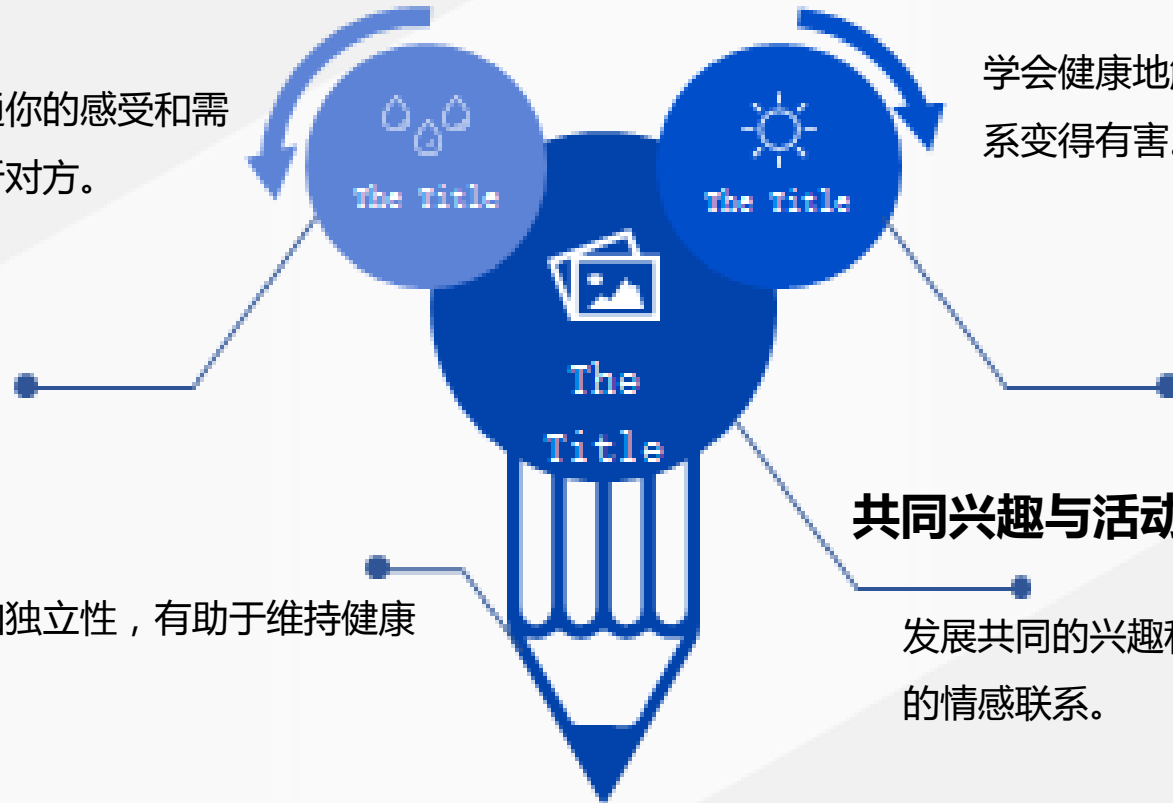 你的感受和需
对方。
The Title
The Title
学会健康地
系变得有害。
The
Title
共同兴趣与活动
独立性，有助于维持健康
发展共同的兴趣
的情感联系。